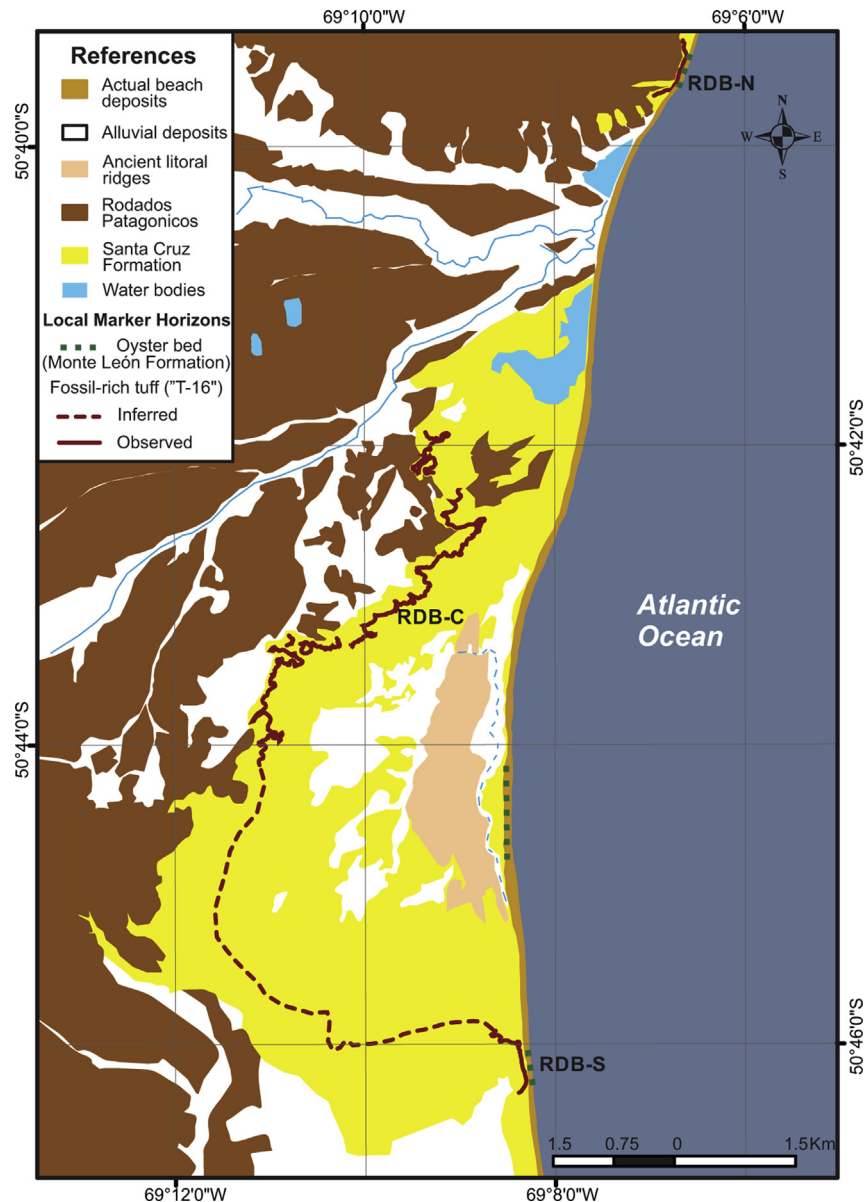 69°10'0"W
69°6'0"W
References
Actual beach
deposits
Alluvial deposits
Ancient litoral
ridges
Rodados
Patagonicos
Santa Cruz
Formation
Water bodies
Local Marker Horizons
Oyster bed
(Monte León Formation)
Fossil-rich tuff ("T-16")
Inferred
Observed
RDB-N
N
W
E
S
50°40'0"S
50°42'0"S
RDB-C
Atlantic
Ocean
50°44'0"S
50°46'0"S
RDB-S
1.5
0.75
0
1.5Km
69°12'0"W
69°8'0"W